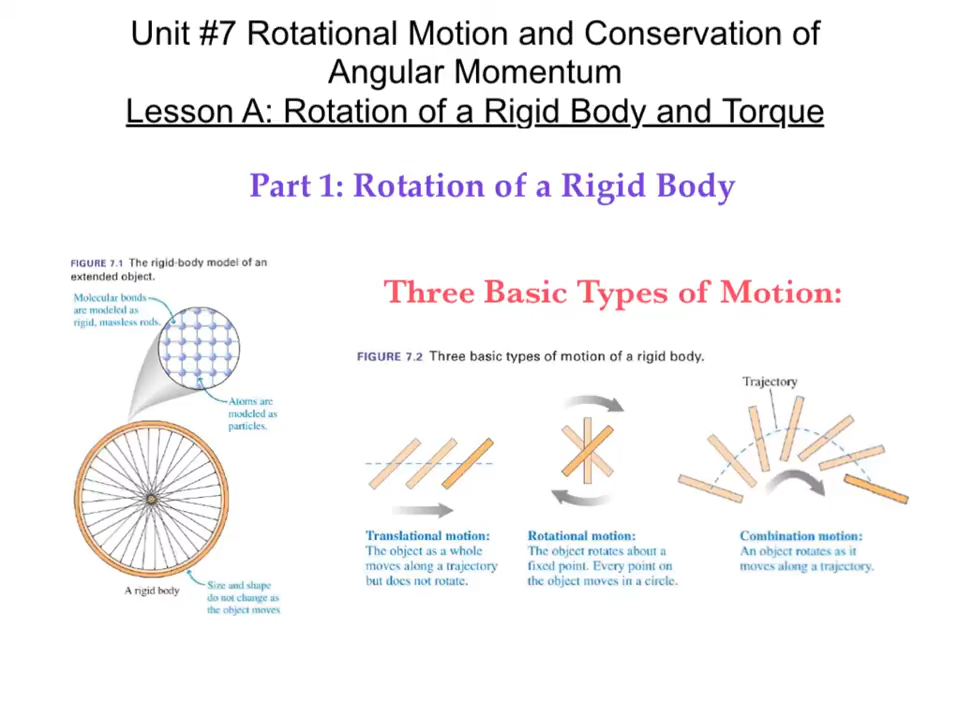 Unit #7 Rotational Motion and Conservation of
Angular Momentum
Lesson A: Rotation of a Rigid Body and Torque
Part 1: Rotation of a Rigid Body
FIGURE 7.1 The rigid-body model of an
extended object.
Molecular bonds
are modeled as
rigid, massless rods.
Atoms are
modeled as
particles.
Size and shape
do not change as
the object moves
A rigid body
Three Basic Types of Motion:
FIGURE 7.2 Three basic types of motion of a rigid body.
Trajectory
Translational motion:
The object as a whole
moves along a trajectory
but does not rotate.
Rotational motion:
The object rotates about a
fixed point. Every point on
the object moves in a circle.
Combination motion:
An object rotates as it
moves along a trajectory.